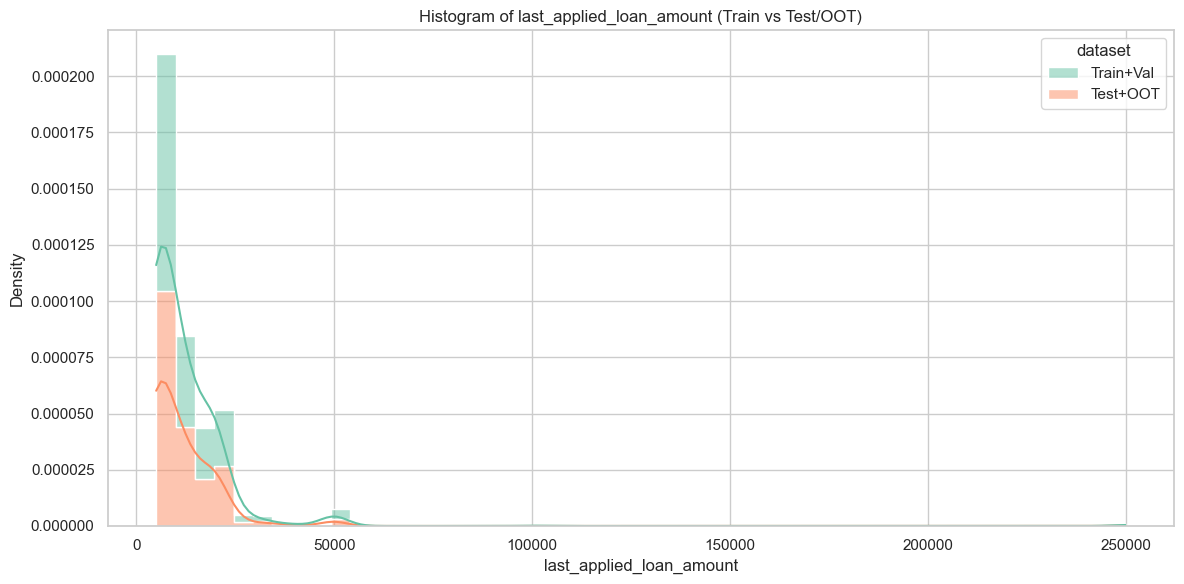 Histogram of last_applied_loan_amount (Train vs Test/OOT)
dataset
Train+Val
Test+OOT
0.000200
0.000175
0.000150
0.000125
0.000100
0.000075
0.000050
0.000025
0.000000
Density
0 50000 100000 150000 200000 250000
last_applied_loan_amount